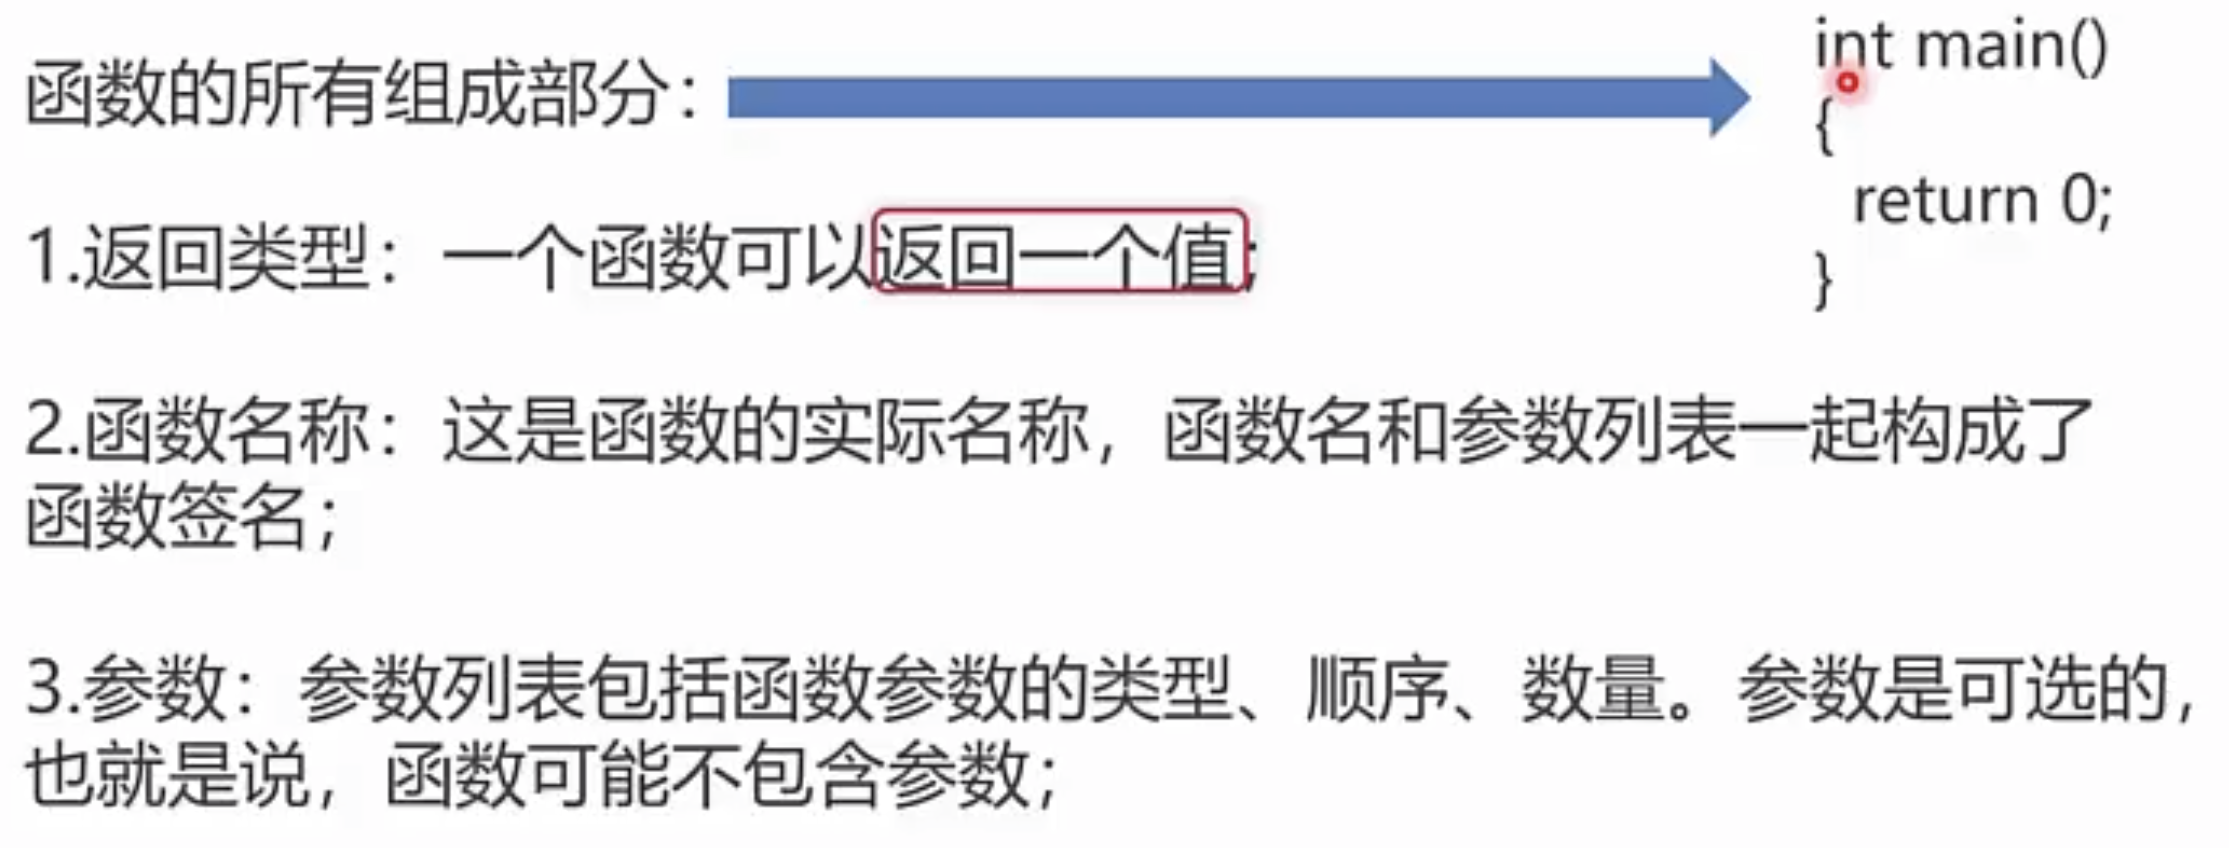 函数的所有组成部分：
int main()
{
return 0;
}
1.返回类型：一个函数可以返回一个值；
2.函数名称：这是函数的实际名称，函数名和参数列表一起构成了
函数签名；
3.参数：参数列表包括函数参数的类型、顺序、数量。参数是可选的，
也就是说，函数可能不包含参数；